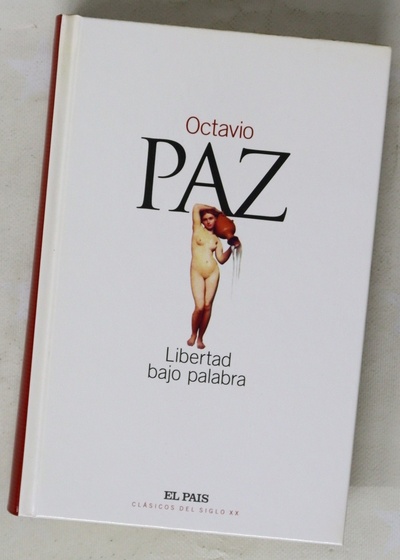 Octavio
PAZ
Libertad
bajo palabra
EL PAIS
CLÁSICOS DEL SIGLO XX